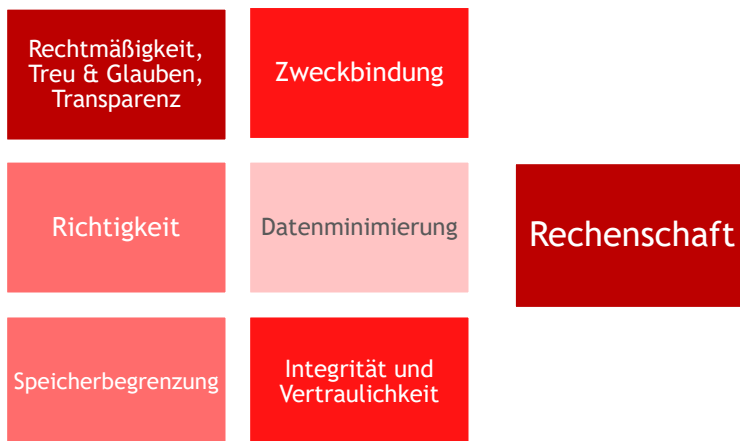 Rechtmäßigkeit,
Treu & Glauben,
Transparenz
Zweckbindung
Richtigkeit
Datenminimierung
Rechenschaft
Speicherbegrenzung
Integrität und
Vertraulichkeit